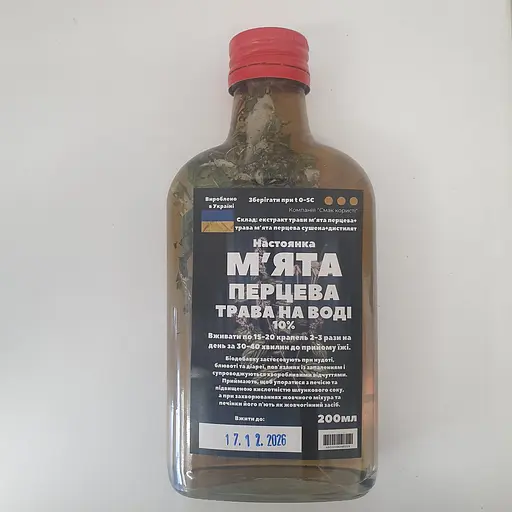 Вироблено
в Україні
Зберігати при t 0-5С
Компанія "Смак користі"
Склад: екстракт трави м'ята перцева+
трава м'ята перцева сушена+дистилят
Настоянка
М'ЯТА
ПЕРЦЕВА
ТРАВА НА ВОДІ
10%
Вживати по 15-20 крапель 2-3 рази на
день за 30-40 хвилин до прийому їжі.
Біодобавку застосовують при нудоті,
блювоті та діареї, пов'язаних із запаленням і
супроводжуються хворобливими відчуттями.
Приймають, щоб упоратися з печією та
підвищеною кислотністю шлункового соку,
а при захворюваннях жовчного міхура та
печінки його п'ють як жовчогінний засіб.
Вжити до:
200мл
17.12.2026